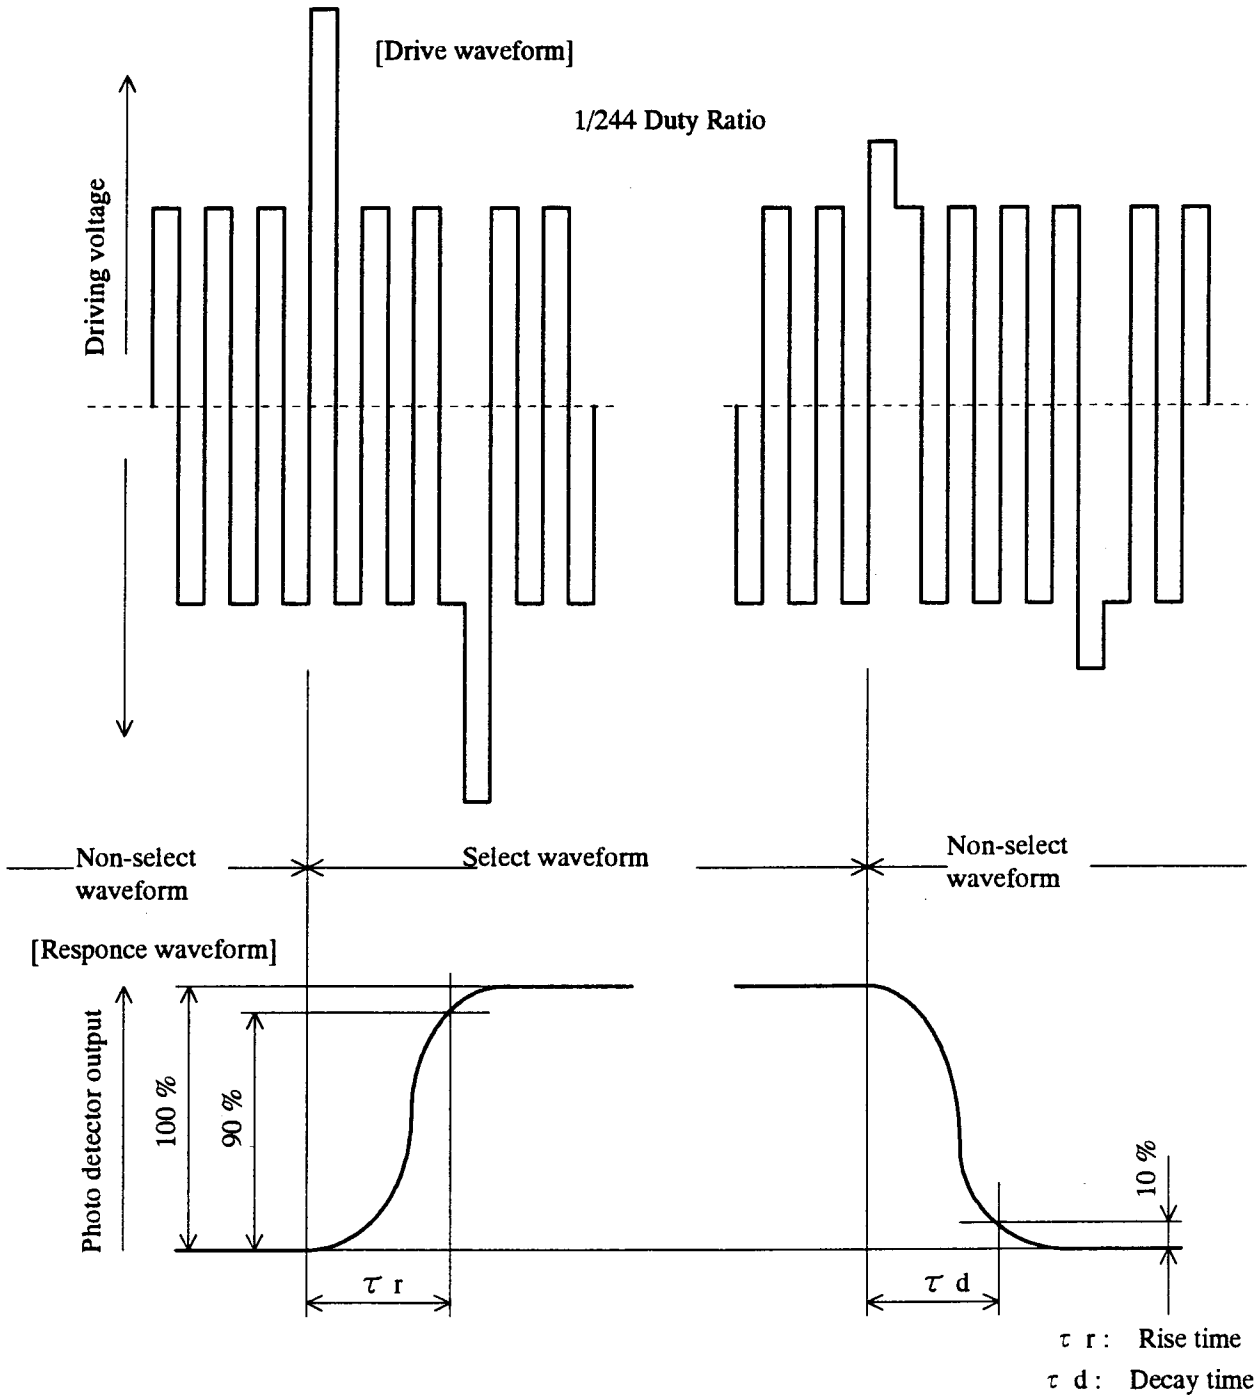 [Drive waveform]
1/244 Duty Ratio
Driving voltage
Non-select
waveform
Select waveform
Non-select
waveform
[Responce waveform]
Photo detector output
100 %
90 %
10 %
τ r
τ d
τ r : Rise time
τ d : Decay time